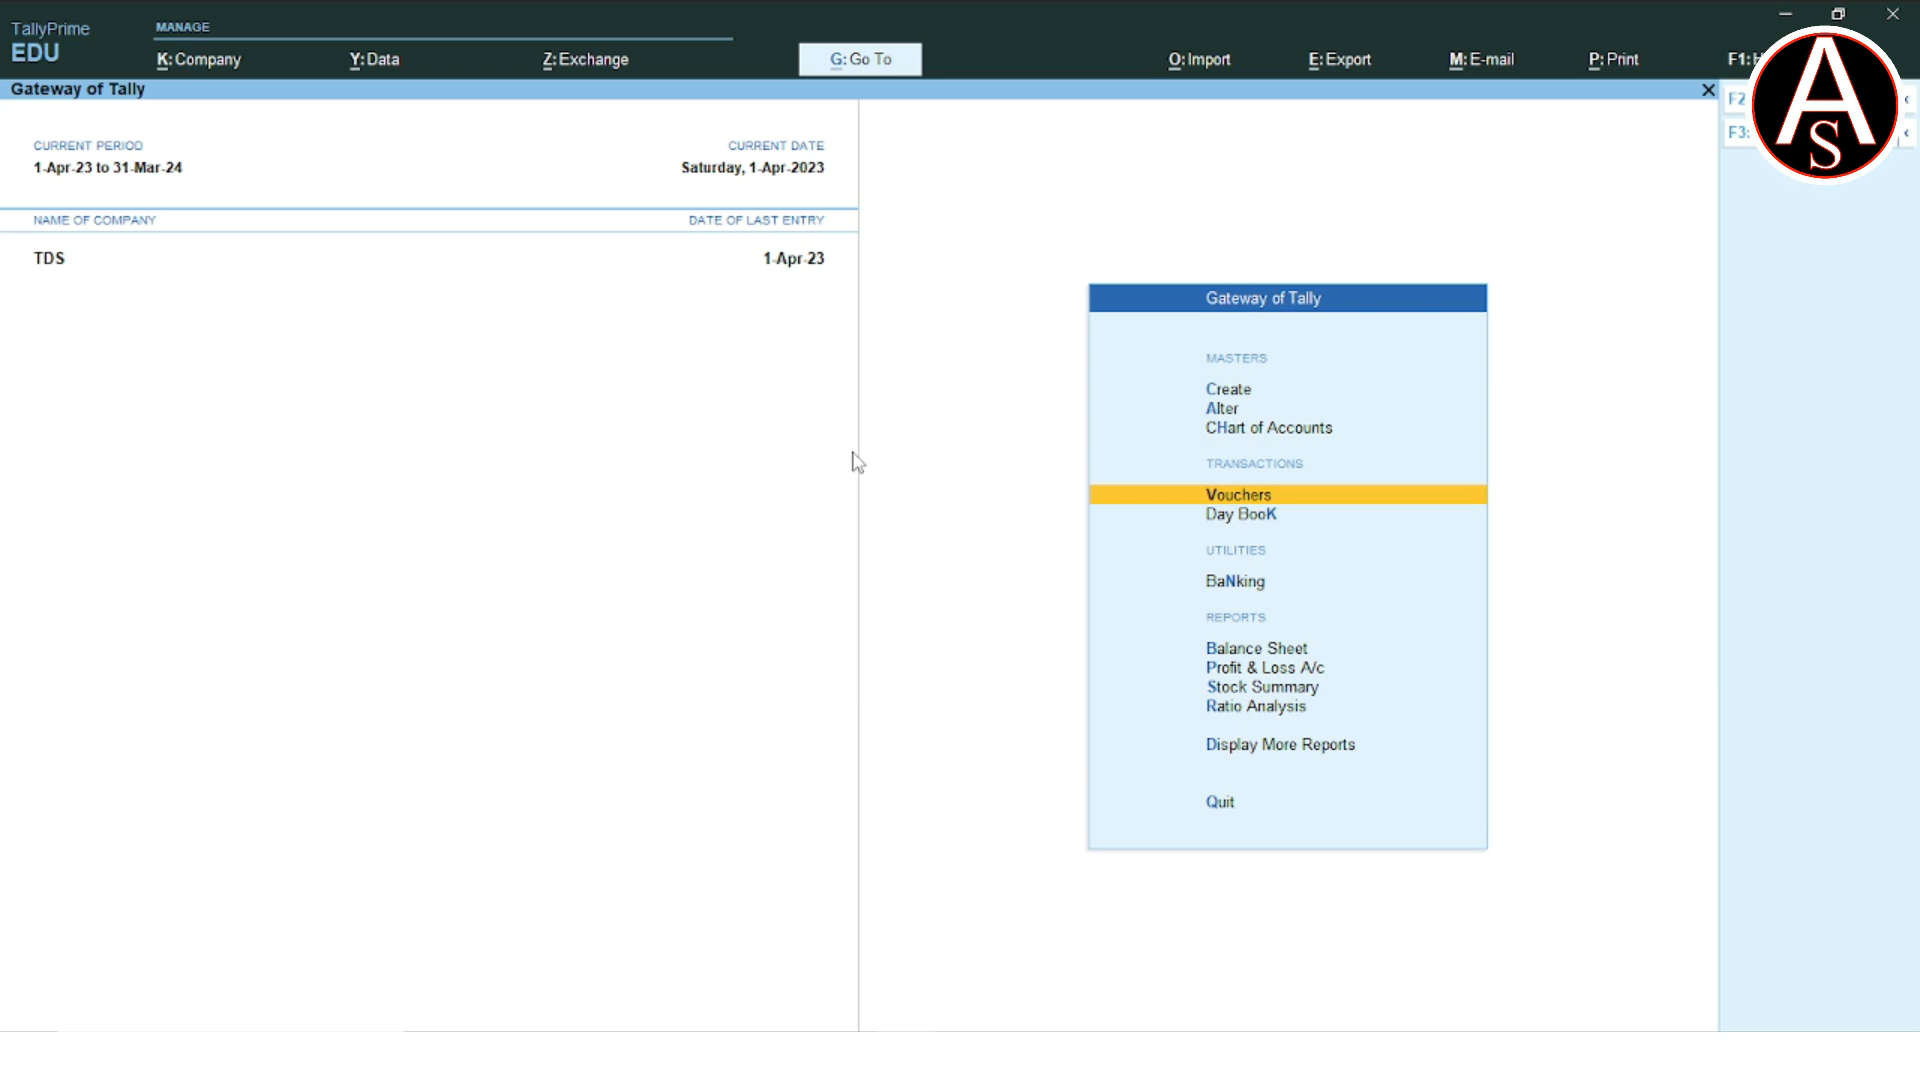 TallyPrime
EDU
MANAGE
K: Company
Y: Data
Z: Exchange
G: Go To
O: Import
E: Export
M: E-mail
P: Print
F1:
Gateway of Tally
F2
F3:
CURRENT PERIOD
1-Apr-23 to 31-Mar-24
CURRENT DATE
Saturday, 1-Apr-2023
NAME OF COMPANY
DATE OF LAST ENTRY
TDS
1-Apr-23
Gateway of Tally
MASTERS
Create
Alter
CHart of Accounts
TRANSACTIONS
Vouchers
Day BooK
UTILITIES
BaNking
REPORTS
Balance Sheet
Profit & Loss A/c
Stock Summary
Ratio Analysis
Display More Reports
Quit
AS